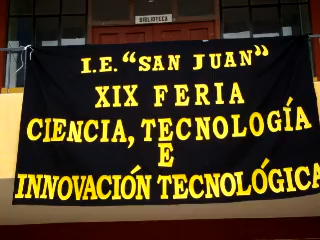 BIBLIOTECA
I.E. "SAN JUAN"
XIX FERIA
CIENCIA, TECNOLOGÍA
E
INNOVACIÓN TECNOLÓGICA